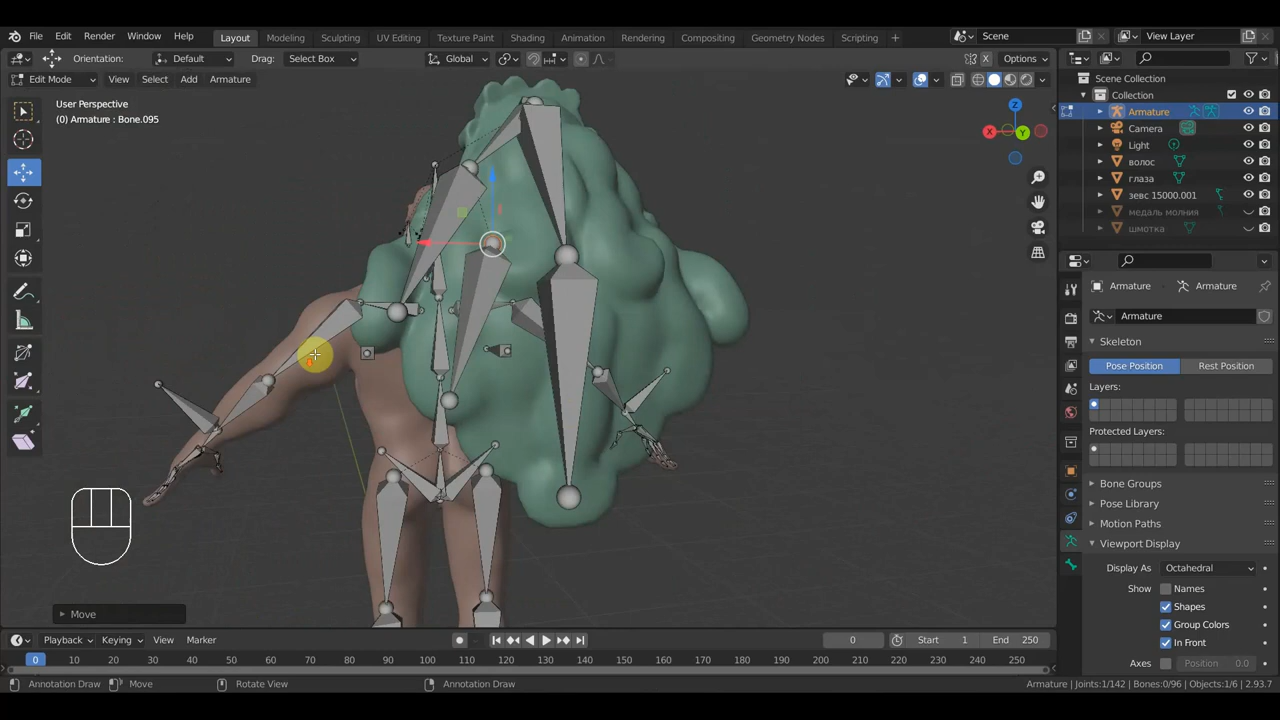 File Edit Render Window Help Layout Modeling Sculpting UV Editing Texture Paint Shading Animation Rendering Compositing Geometry Nodes Scripting + Scene View Layer
Orientation: Default Drag: Select Box Global Options
Edit Mode View Select Add Armature
User Perspective
(0) Armature : Bone.095
Z
X
Y
Move
Scene Collection
Collection
Armature
Camera
Light
волос
глаза
зевс 15000.001
медаль молния
шмотка
Armature Armature
Armature
Skeleton
Pose Position Rest Position
Layers:
Protected Layers:
Bone Groups
Pose Library
Motion Paths
Viewport Display
Display As Octahedral
Show Names
Shapes
Group Colors
In Front
Axes Position 0.0
Playback Keying View Marker 0 Start 1 End 250
0 10 20 30 40 50 60 70 80 90 100 110 120 130 140 150 160 170 180 190 200 210 220 230 240 250
Annotation Draw Move Rotate View Annotation Draw Armature | Joints:1/142 | Bones:0/96 | Objects:1/6 | 2.93.7